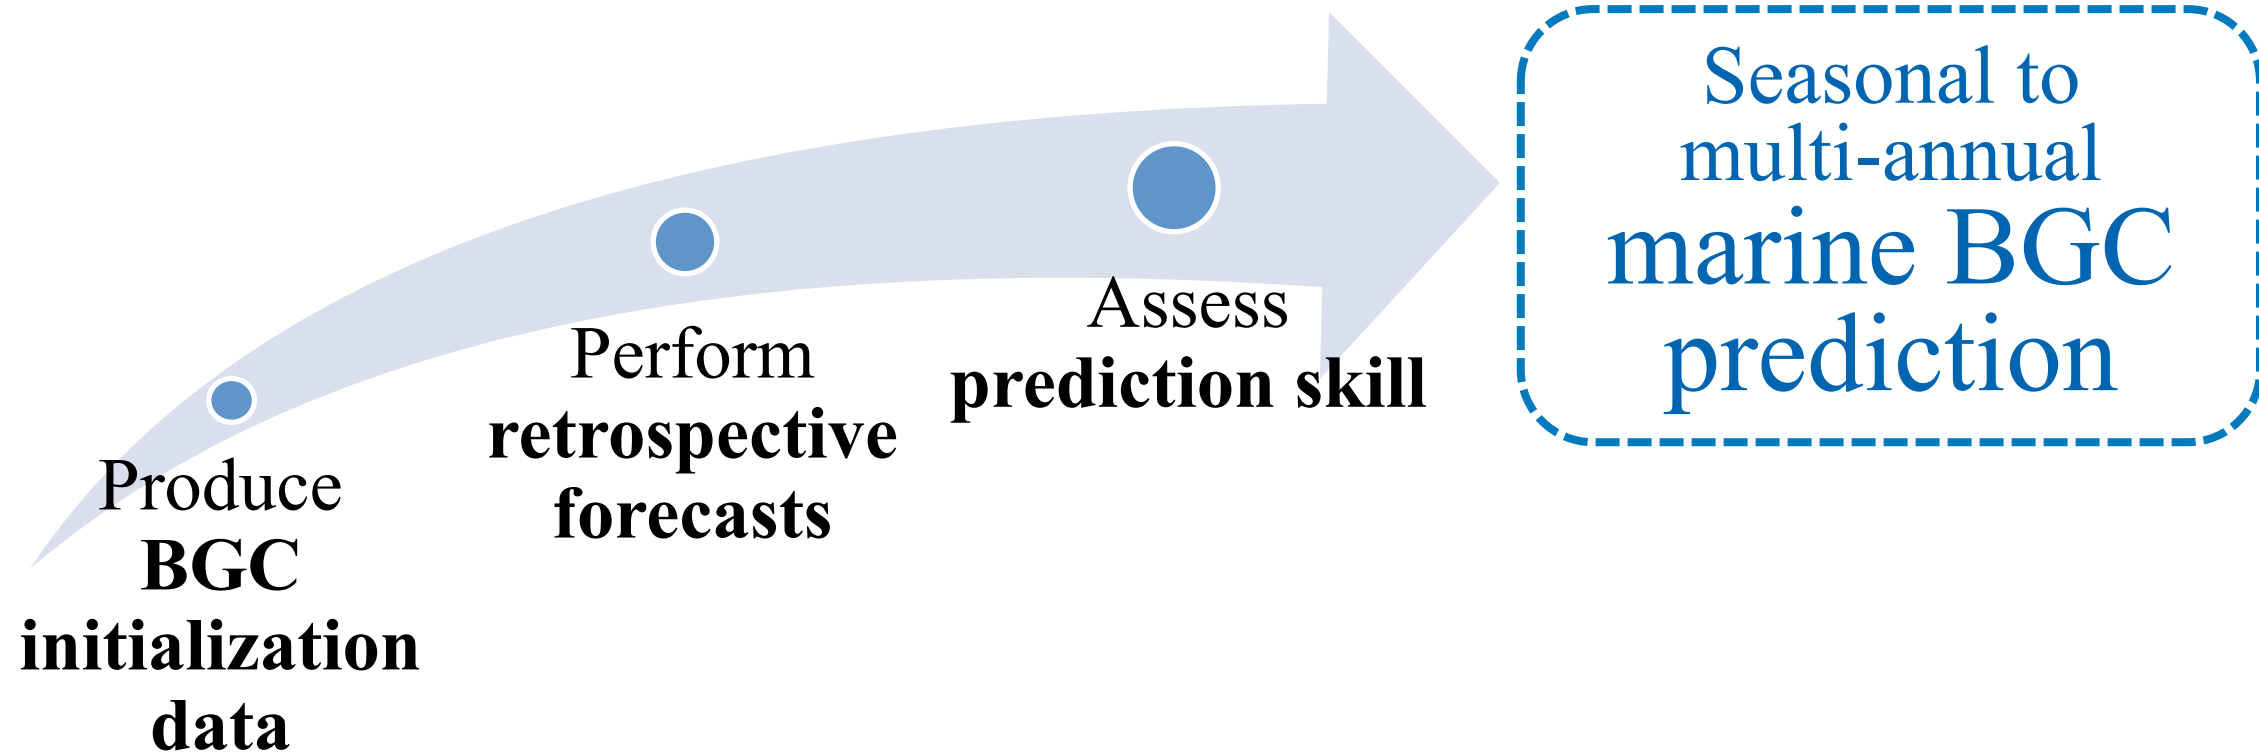 Produce
BGC
initialization
data
Perform
retrospective
forecasts
Assess
prediction skill
Seasonal to
multi-annual
marine BGC
prediction